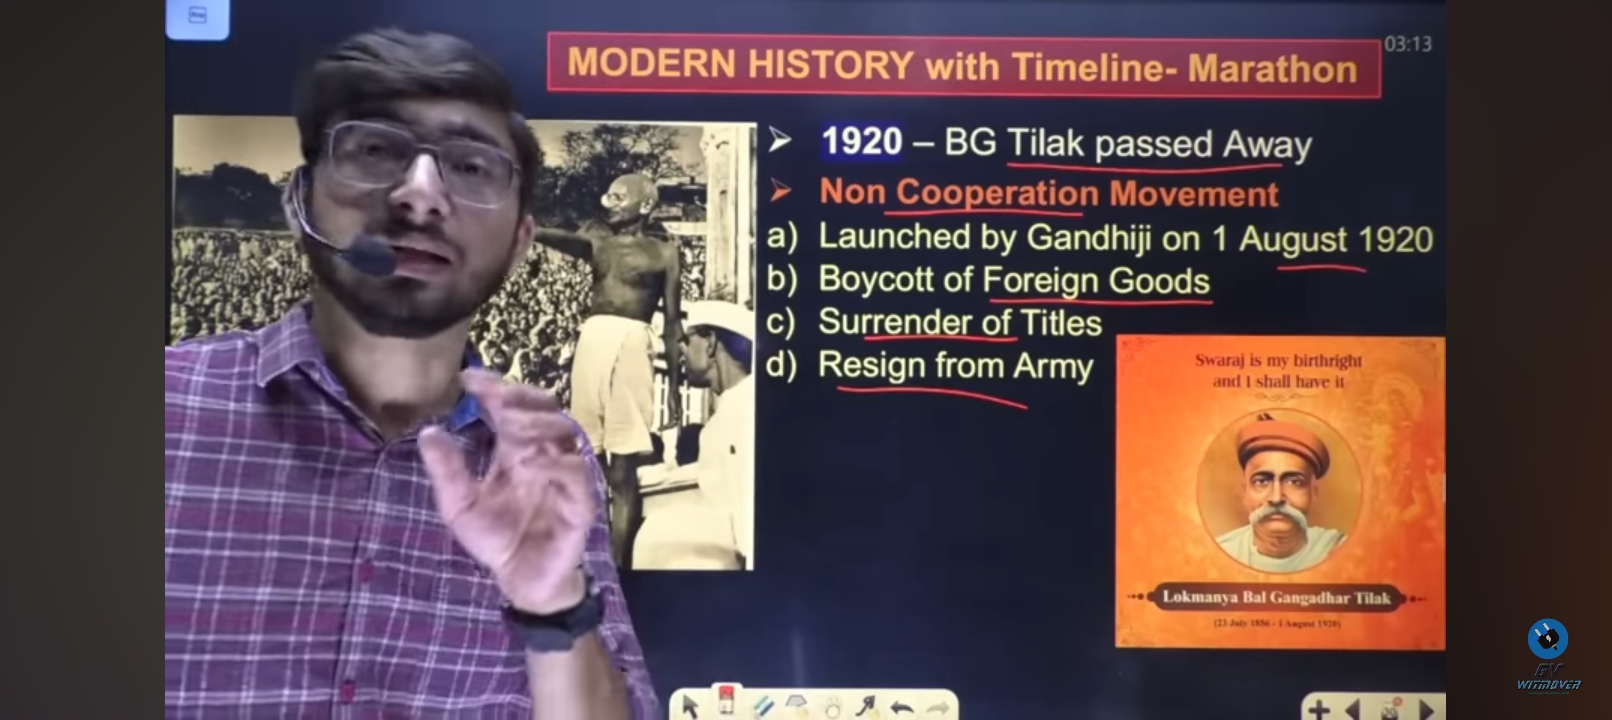 MODERN HISTORY with Timeline- Marathon
03:13
1920 – BG Tilak passed Away
Non Cooperation Movement
a) Launched by Gandhiji on 1 August 1920
b) Boycott of Foreign Goods
c) Surrender of Titles
d) Resign from Army
Swaraj is my birthright
and I shall have it
Lokmanya Bal Gangadhar Tilak
(23 July 1856 - 1 August 1920)
WITMOVER